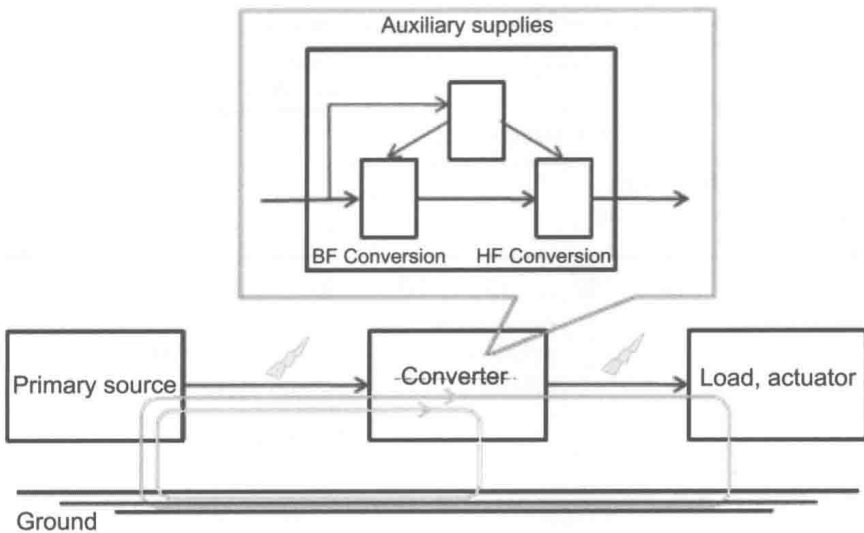 Auxiliary supplies
BF Conversion
HF Conversion
Primary source
Converter
Load, actuator
Ground